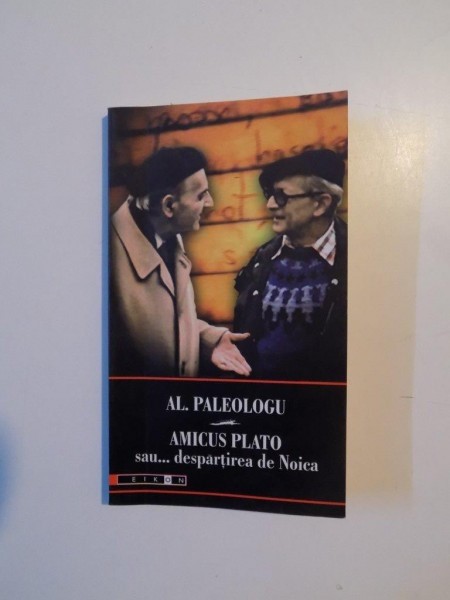 AL. PALEOLOGU
AMICUS PLATO
sau... despărțirea de Noica
EIKON